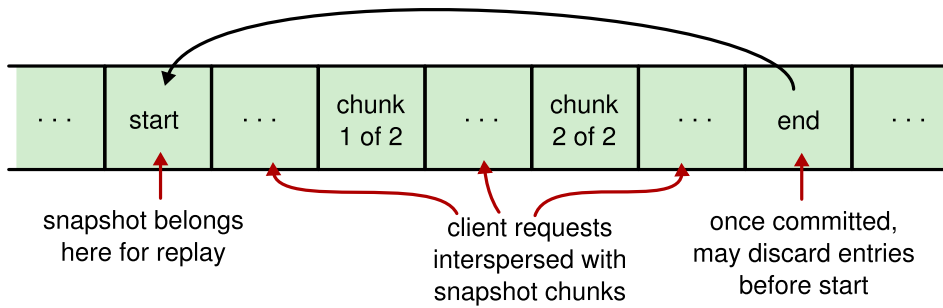 . . .
start
. . .
chunk
1 of 2
. . .
chunk
2 of 2
. . .
end
. . .
snapshot belongs
here for replay
client requests
interspersed with
snapshot chunks
once committed,
may discard entries
before start